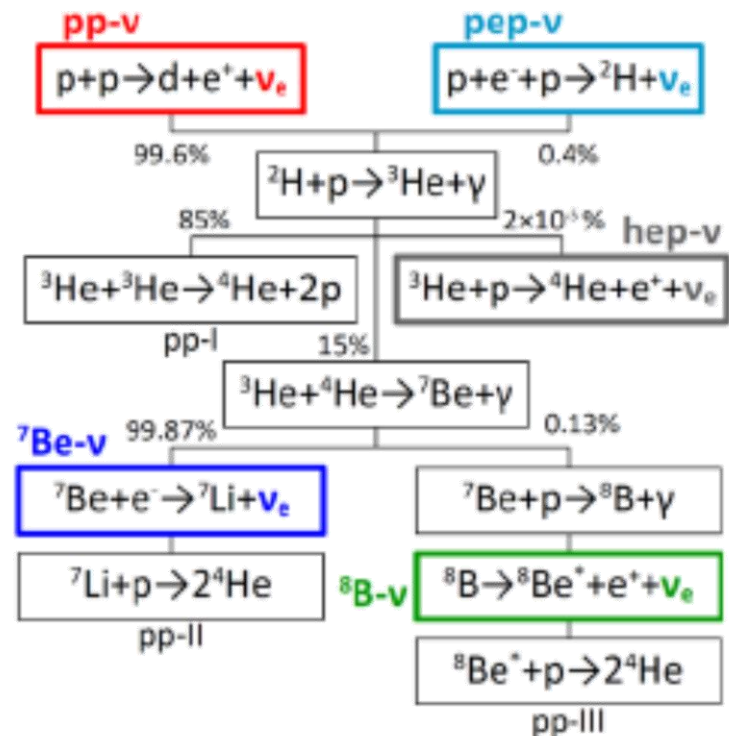 pp-ν pep-ν
p+p→d+e⁺+νₑ p+e⁻+p→²H+νₑ
99.6% 0.4%
²H+p→³He+γ
85% 2×10⁻⁵% hep-ν
³He+³He→⁴He+2p ³He+p→⁴He+e⁺+νₑ
pp-I
15%
³He+⁴He→⁷Be+γ
⁷Be-ν 99.87% 0.13%
⁷Be+e⁻→⁷Li+νₑ ⁷Be+p→⁸B+γ
⁷Li+p→2⁴He ⁸B-ν ⁸B→⁸Be*+e⁺+νₑ
pp-II
⁸Be*+p→2⁴He
pp-III